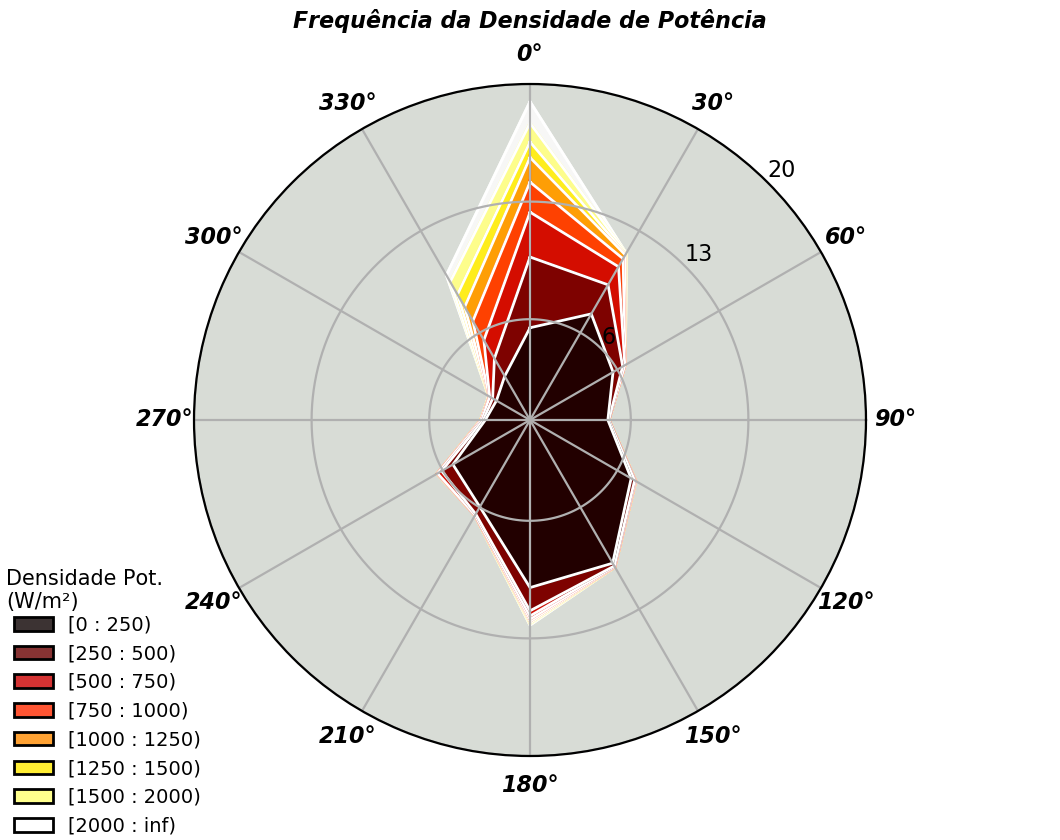 Frequência da Densidade de Potência
0°
30°
60°
90°
120°
150°
180°
210°
240°
270°
300°
330°
20
13
6
Densidade Pot.
(W/m²)
[0 : 250)
[250 : 500)
[500 : 750)
[750 : 1000)
[1000 : 1250)
[1250 : 1500)
[1500 : 2000)
[2000 : inf)